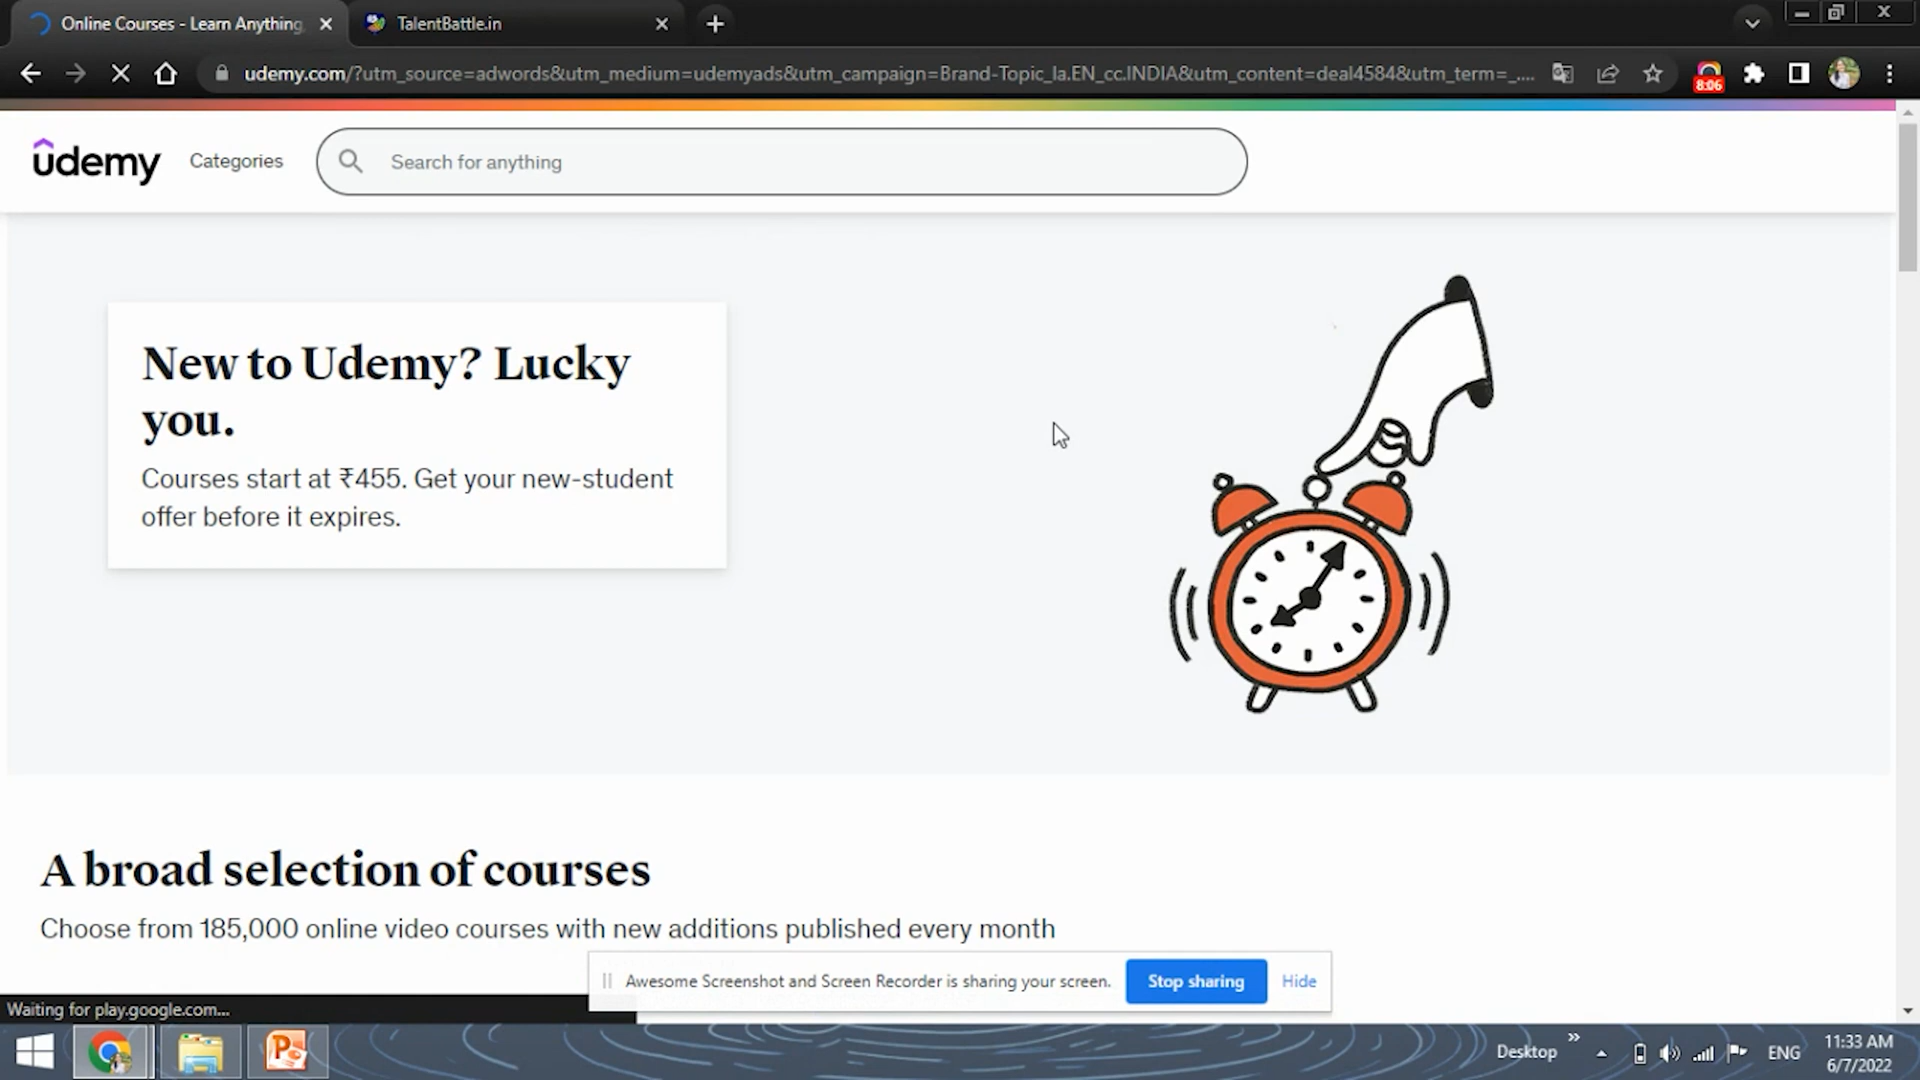 Online Courses - Learn Anything,
TalentBattle.in
udemy.com/?utm_source=adwords&utm_medium=udemyads&utm_campaign=Brand-Topic_la.EN_cc.INDIA&utm_content=deal4584&utm_term=_....
8:06
udemy
Categories
Search for anything
New to Udemy? Lucky
you.
Courses start at ₹455. Get your new-student
offer before it expires.
A broad selection of courses
Choose from 185,000 online video courses with new additions published every month
Awesome Screenshot and Screen Recorder is sharing your screen.
Stop sharing
Hide
Waiting for play.google.com...
Desktop
ENG
11:33 AM
6/7/2022